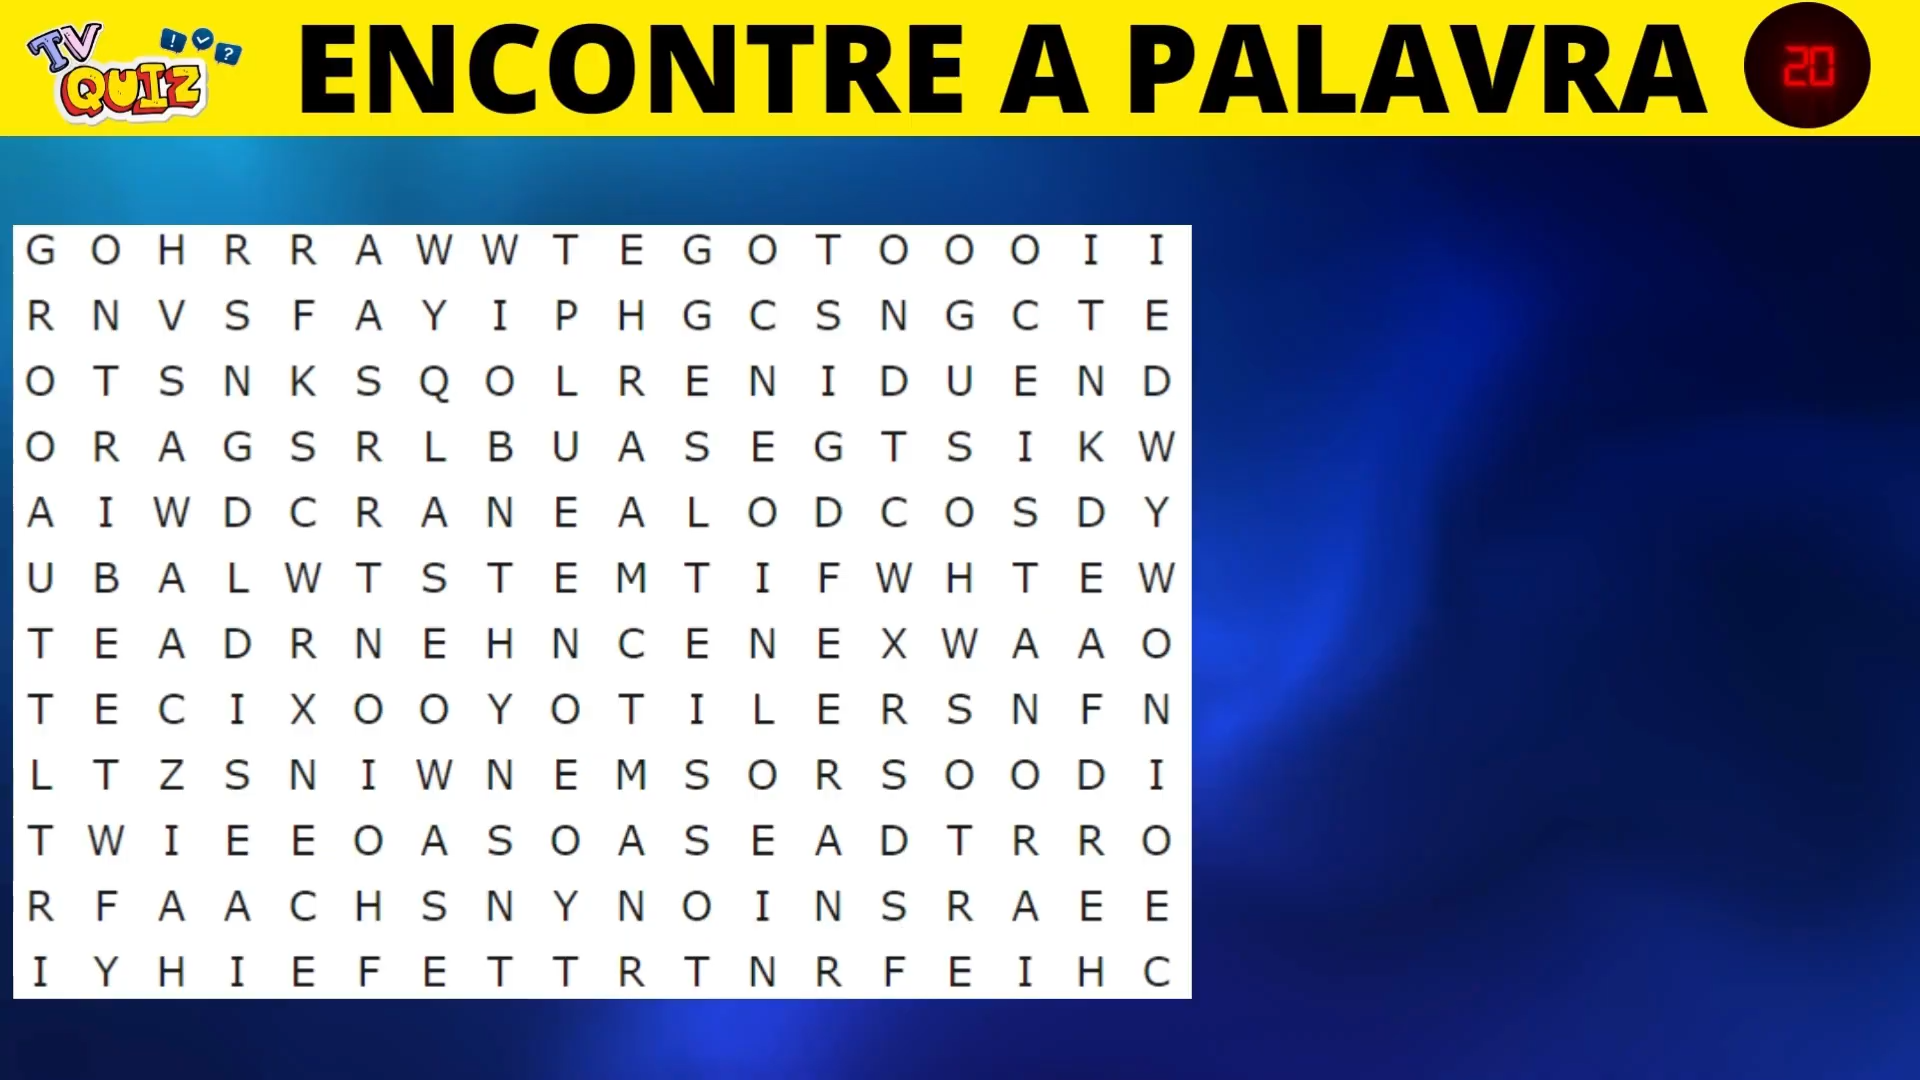 TV QUIZ ! ?
ENCONTRE A PALAVRA
20
G O H R R A W W T E G O T O O O I I
R N V S F A Y I P H G C S N G C T E
O T S N K S Q O L R E N I D U E N D
O R A G S R L B U A S E G T S I K W
A I W D C R A N E A L O D C O S D Y
U B A L W T S T E M T I F W H T E W
T E A D R N E H N C E N E X W A A O
T E C I X O O Y O T I L E R S N F N
L T Z S N I W N E M S O R S O O D I
T W I E E O A S O A S E A D T R R O
R F A A C H S N Y N O I N S R A E E
I Y H I E F E T T R T N R F E I H C